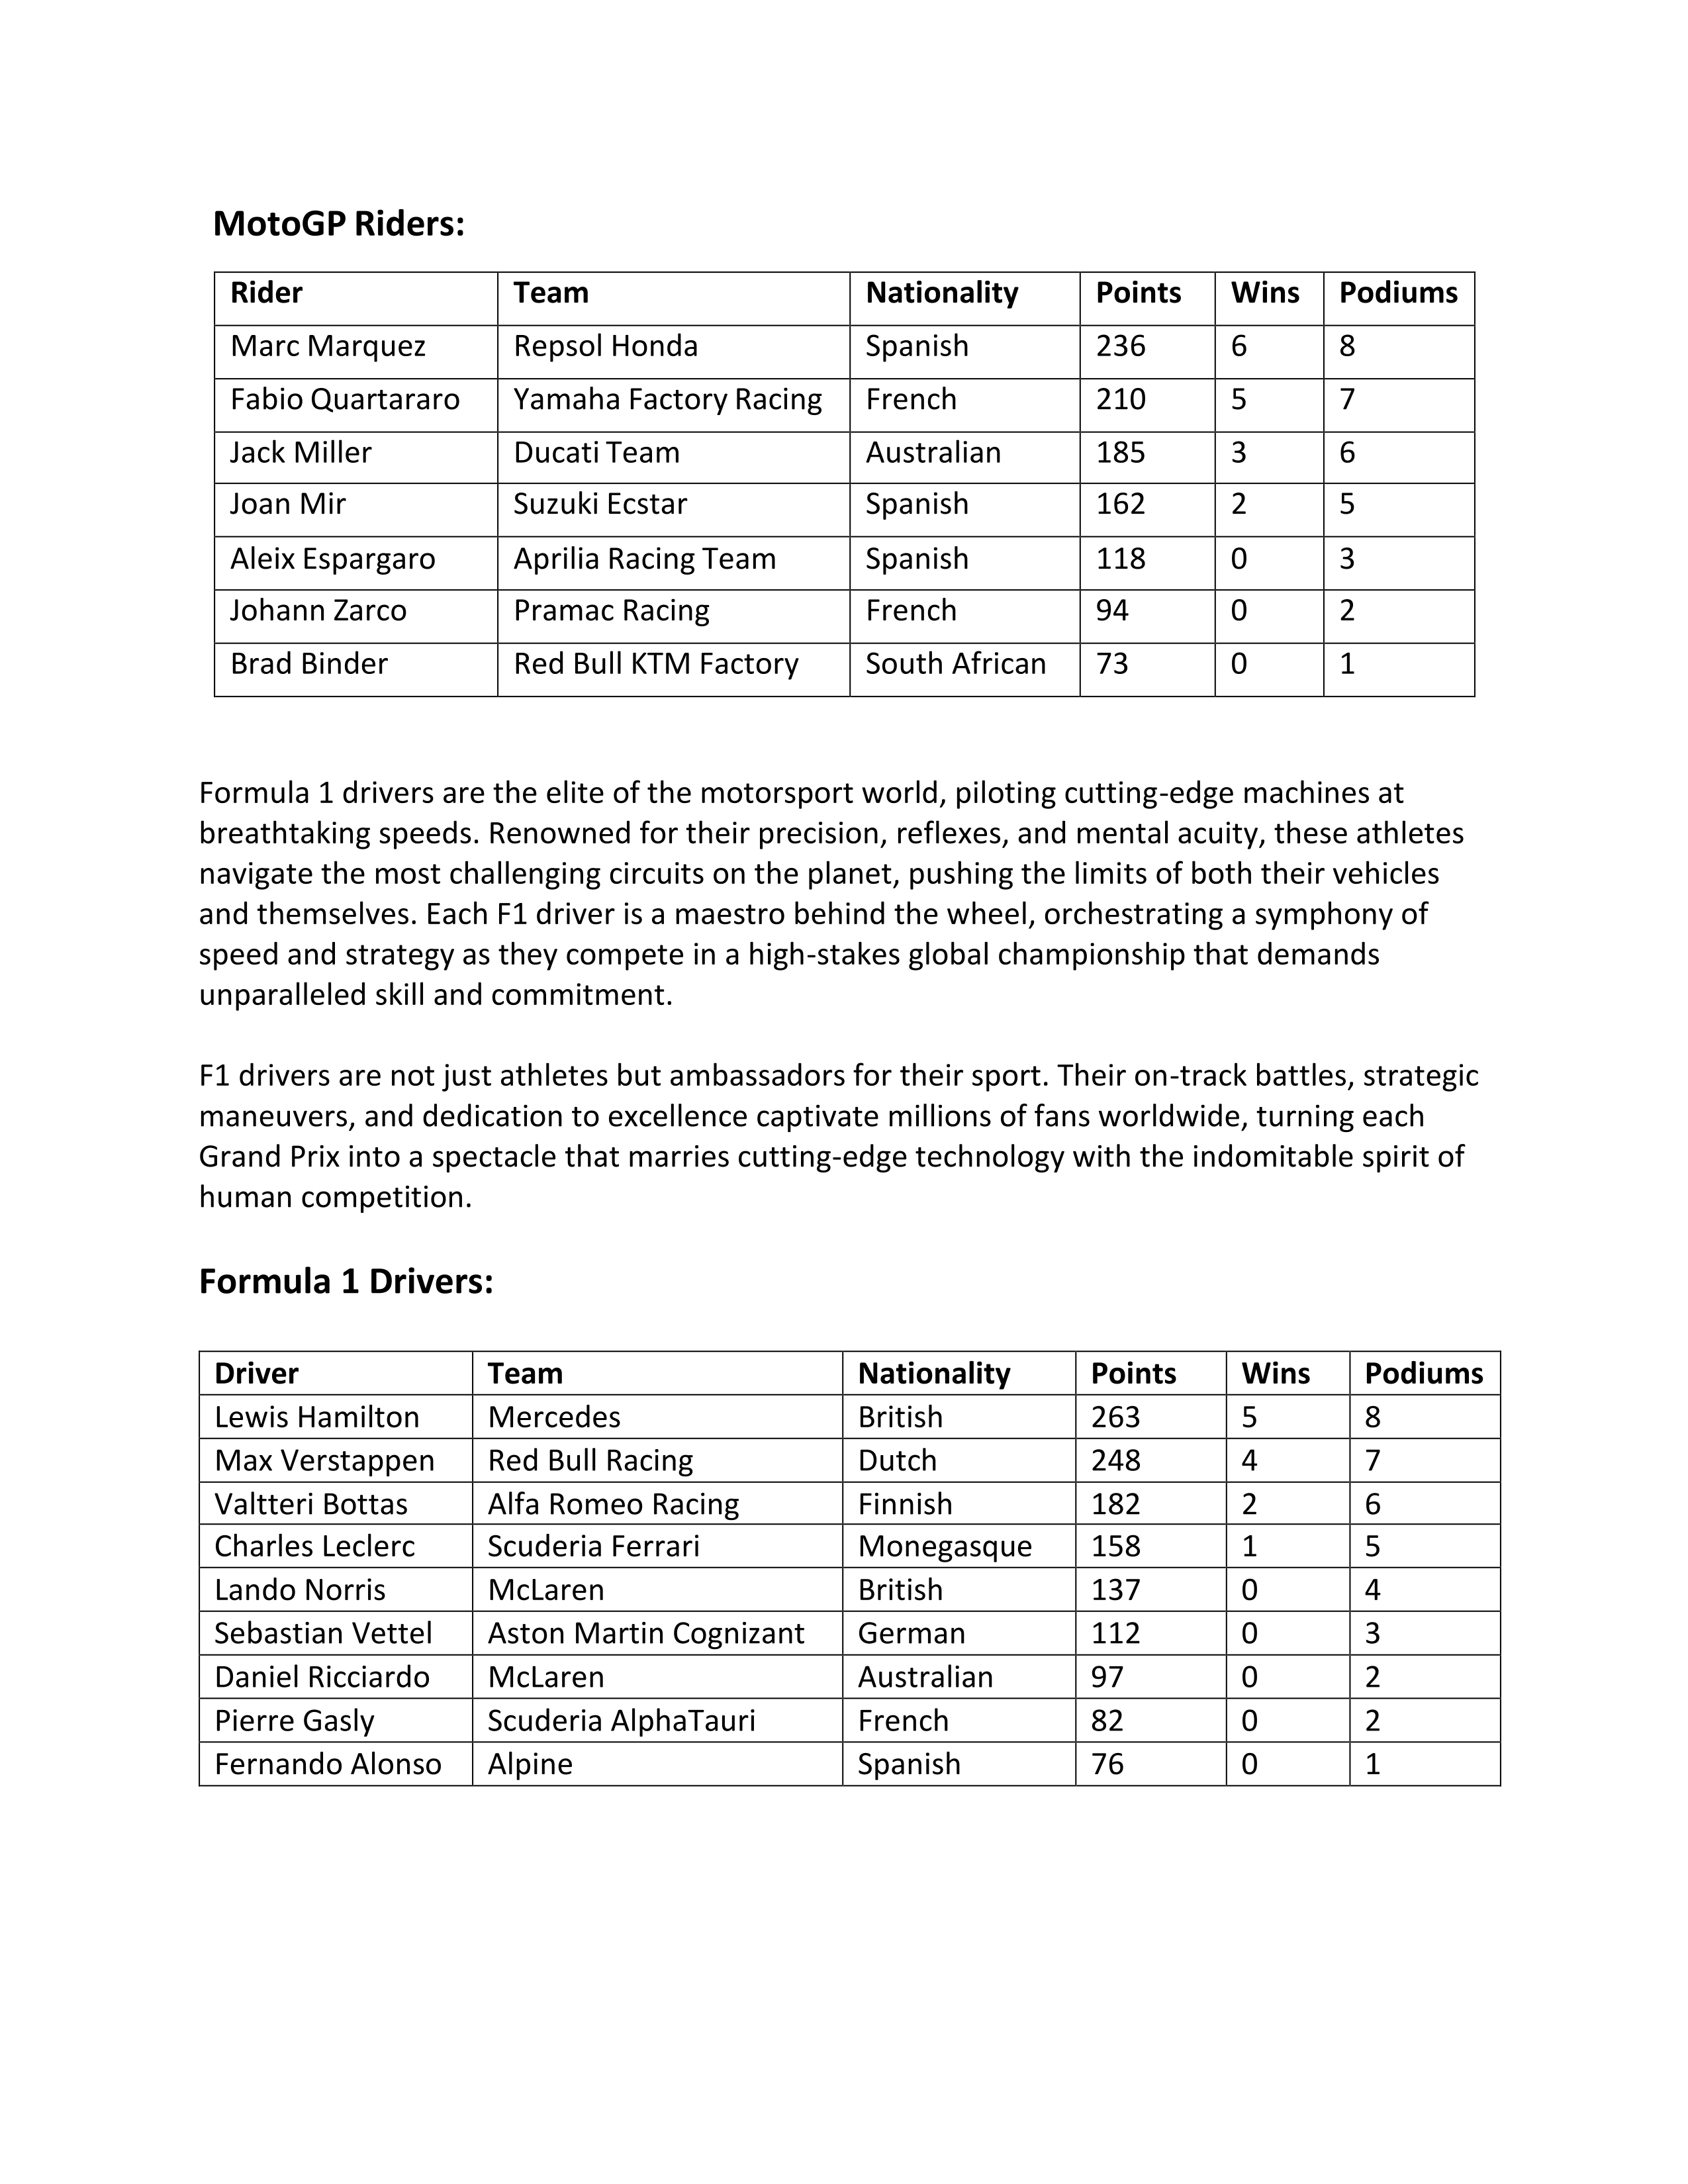 MotoGP Riders:
Rider Team Nationality Points Wins Podiums
Marc Marquez Repsol Honda Spanish 236 6 8
Fabio Quartararo Yamaha Factory Racing French 210 5 7
Jack Miller Ducati Team Australian 185 3 6
Joan Mir Suzuki Ecstar Spanish 162 2 5
Aleix Espargaro Aprilia Racing Team Spanish 118 0 3
Johann Zarco Pramac Racing French 94 0 2
Brad Binder Red Bull KTM Factory South African 73 0 1
Formula 1 drivers are the elite of the motorsport world, piloting cutting-edge machines at
breathtaking speeds. Renowned for their precision, reflexes, and mental acuity, these athletes
navigate the most challenging circuits on the planet, pushing the limits of both their vehicles
and themselves. Each F1 driver is a maestro behind the wheel, orchestrating a symphony of
speed and strategy as they compete in a high-stakes global championship that demands
unparalleled skill and commitment.
F1 drivers are not just athletes but ambassadors for their sport. Their on-track battles, strategic
maneuvers, and dedication to excellence captivate millions of fans worldwide, turning each
Grand Prix into a spectacle that marries cutting-edge technology with the indomitable spirit of
human competition.
Formula 1 Drivers:
Driver Team Nationality Points Wins Podiums
Lewis Hamilton Mercedes British 263 5 8
Max Verstappen Red Bull Racing Dutch 248 4 7
Valtteri Bottas Alfa Romeo Racing Finnish 182 2 6
Charles Leclerc Scuderia Ferrari Monegasque 158 1 5
Lando Norris McLaren British 137 0 4
Sebastian Vettel Aston Martin Cognizant German 112 0 3
Daniel Ricciardo McLaren Australian 97 0 2
Pierre Gasly Scuderia AlphaTauri French 82 0 2
Fernando Alonso Alpine Spanish 76 0 1